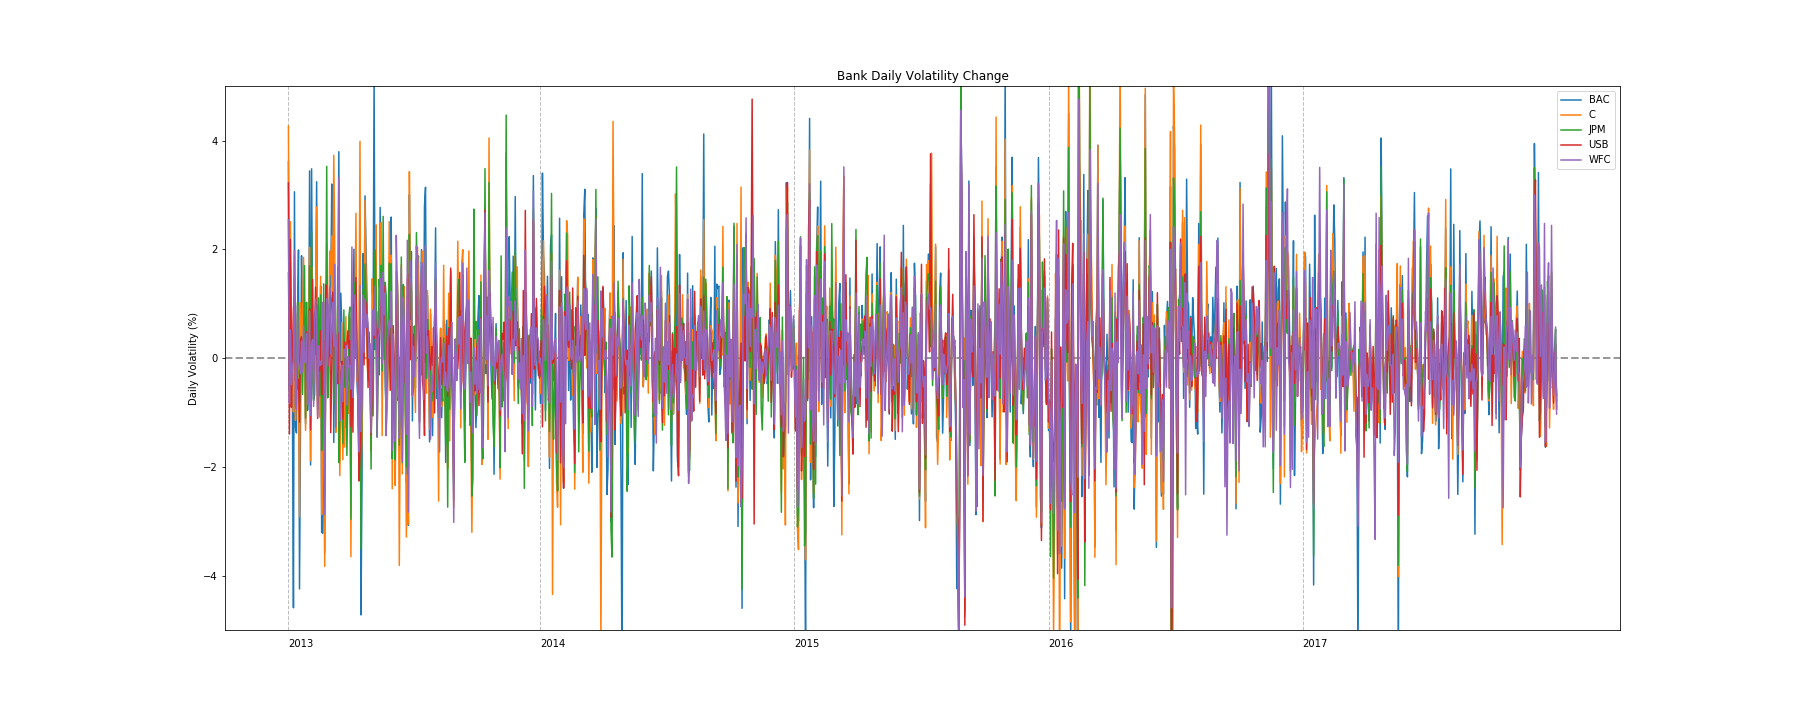 Bank Daily Volatility Change
BAC
C
JPM
USB
WFC
Daily Volatility (%)
4
2
0
−2
−4
2013
2014
2015
2016
2017